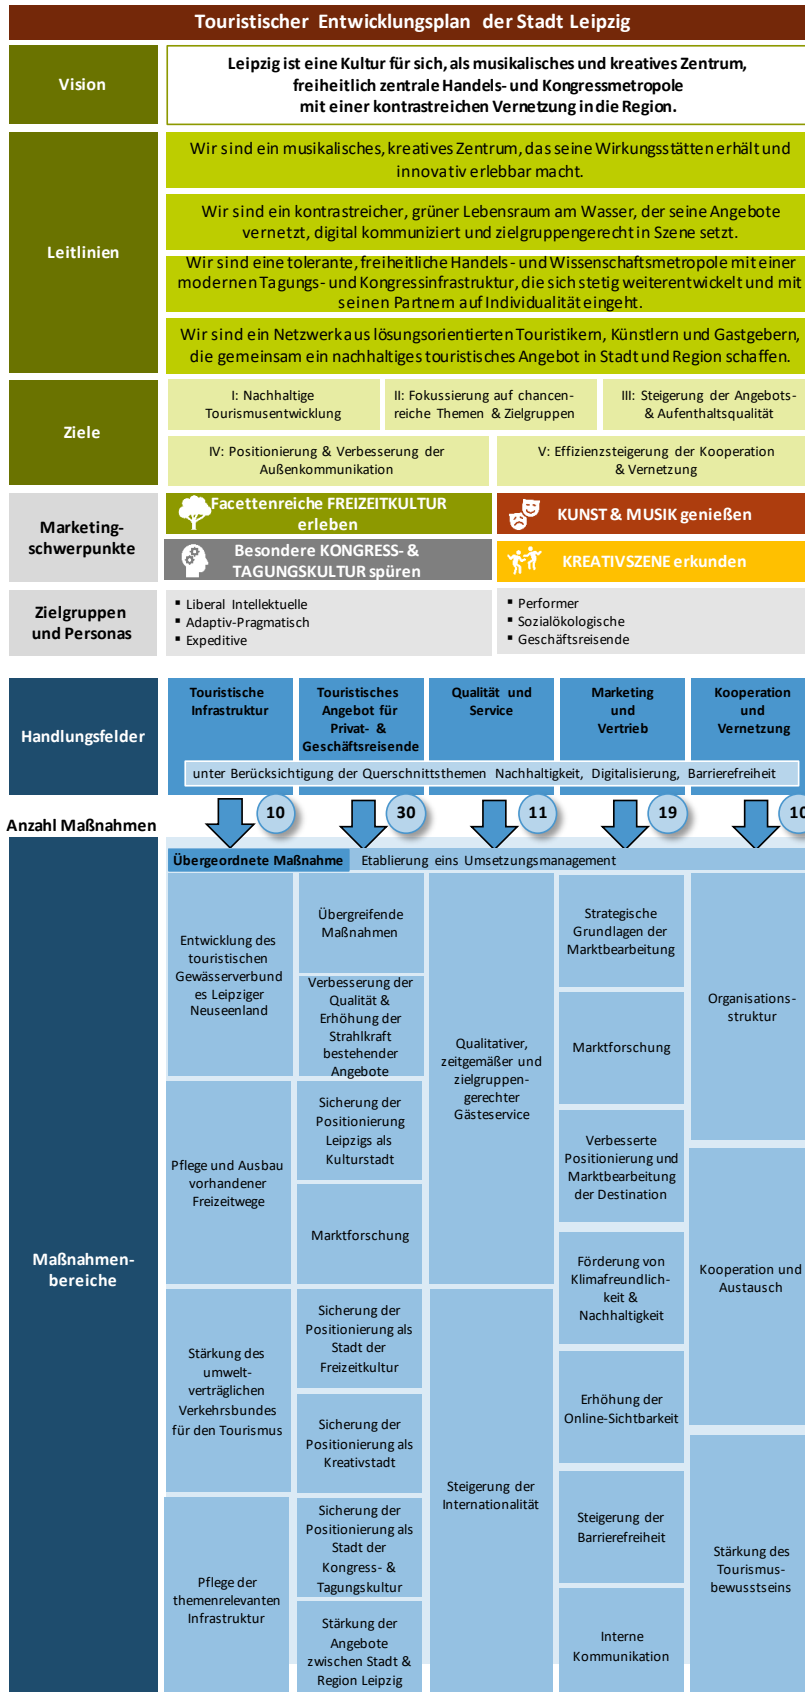 Touristischer Entwicklungsplan der Stadt Leipzig
Vision
Leipzig ist eine Kultur für sich, als musikalisches und kreatives Zentrum,
freiheitlich zentrale Handels- und Kongressmetropole
mit einer kontrastreichen Vernetzung in die Region.
Leitlinien
Wir sind ein musikalisches, kreatives Zentrum, das seine Wirkungsstätten erhält und
innovativ erlebbar macht.
Wir sind ein kontrastreicher, grüner Lebensraum am Wasser, der seine Angebote
vernetzt, digital kommuniziert und zielgruppengerecht in Szene setzt.
Wir sind eine tolerante, freiheitliche Handels- und Wissenschaftsmetropole mit einer
modernen Tagungs- und Kongressinfrastruktur, die sich stetig weiterentwickelt und mit
seinen Partnern auf Individualität eingeht.
Wir sind ein Netzwerk aus lösungsorientierten Touristikern, Künstlern und Gastgebern,
die gemeinsam ein nachhaltiges touristisches Angebot in Stadt und Region schaffen.
Ziele
I: Nachhaltige
Tourismusentwicklung
II: Fokussierung auf chancen-
reiche Themen & Zielgruppen
III: Steigerung der Angebots-
& Aufenthaltsqualität
IV: Positionierung & Verbesserung der
Außenkommunikation
V: Effizienzsteigerung der Kooperation
& Vernetzung
Marketing-
schwerpunkte
Facettenreiche FREIZEITKULTUR
erleben
KUNST & MUSIK genießen
Besondere KONGRESS- &
TAGUNGSKULTUR spüren
KREATIVSZENE erkunden
Zielgruppen
und Personas
▪ Liberal Intellektuelle
▪ Adaptiv-Pragmatisch
▪ Expeditive
▪ Performer
▪ Sozialökologische
▪ Geschäftsreisende
Handlungsfelder
Touristische
Infrastruktur
Touristisches
Angebot für
Privat- &
Geschäftsreisende
Qualität und
Service
Marketing
und
Vertrieb
Kooperation
und
Vernetzung
unter Berücksichtigung der Querschnittsthemen Nachhaltigkeit, Digitalisierung, Barrierefreiheit
Anzahl Maßnahmen
10
30
11
19
10
Maßnahmen-
bereiche
Übergeordnete Maßnahme
Etablierung eins Umsetzungsmanagement
Entwicklung des
touristischen
Gewässerverbund
es Leipziger
Neuseenland
Pflege und Ausbau
vorhandener
Freizeitwege
Stärkung des
umwelt-
verträglichen
Verkehrsbundes
für den Tourismus
Pflege der
themenrelevanten
Infrastruktur
Übergreifende
Maßnahmen
Verbesserung der
Qualität &
Erhöhung der
Strahlkraft
bestehender
Angebote
Sicherung der
Positionierung
Leipzigs als
Kulturstadt
Marktforschung
Sicherung der
Positionierung als
Stadt der
Freizeitkultur
Sicherung der
Positionierung als
Kreativstadt
Sicherung der
Positionierung als
Stadt der
Kongress- &
Tagungskultur
Stärkung der
Angebote
zwischen Stadt &
Region Leipzig
Qualitativer,
zeitgemäßer und
zielgruppen-
gerechter
Gästeservice
Steigerung der
Internationalität
Strategische
Grundlagen der
Marktbearbeitung
Marktforschung
Verbesserte
Positionierung und
Marktbearbeitung
der Destination
Förderung von
Klimafreundlich-
keit &
Nachhaltigkeit
Erhöhung der
Online-Sichtbarkeit
Steigerung der
Barrierefreiheit
Interne
Kommunikation
Organisations-
struktur
Kooperation und
Austausch
Stärkung des
Tourismus-
bewusstseins